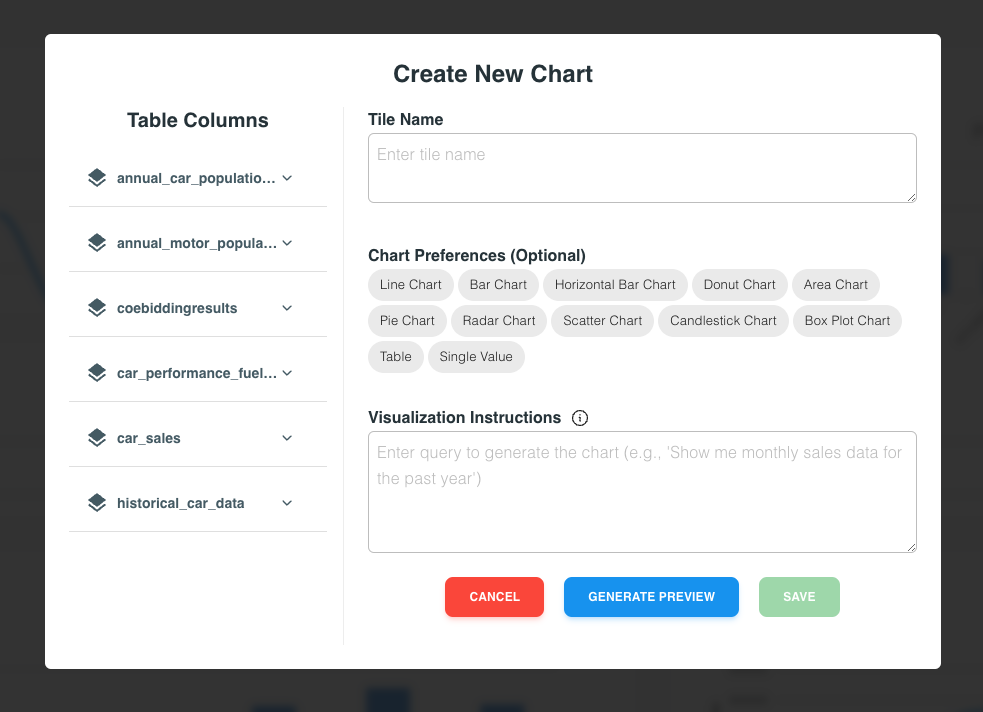 Create New Chart
Table Columns
annual_car_populatio...
annual_motor_popula...
coebiddingresults
car_performance_fuel...
car_sales
historical_car_data
Tile Name
Enter tile name
Chart Preferences (Optional)
Line Chart Bar Chart Horizontal Bar Chart Donut Chart Area Chart
Pie Chart Radar Chart Scatter Chart Candlestick Chart Box Plot Chart
Table Single Value
Visualization Instructions
Enter query to generate the chart (e.g., 'Show me monthly sales data for
the past year')
CANCEL GENERATE PREVIEW SAVE